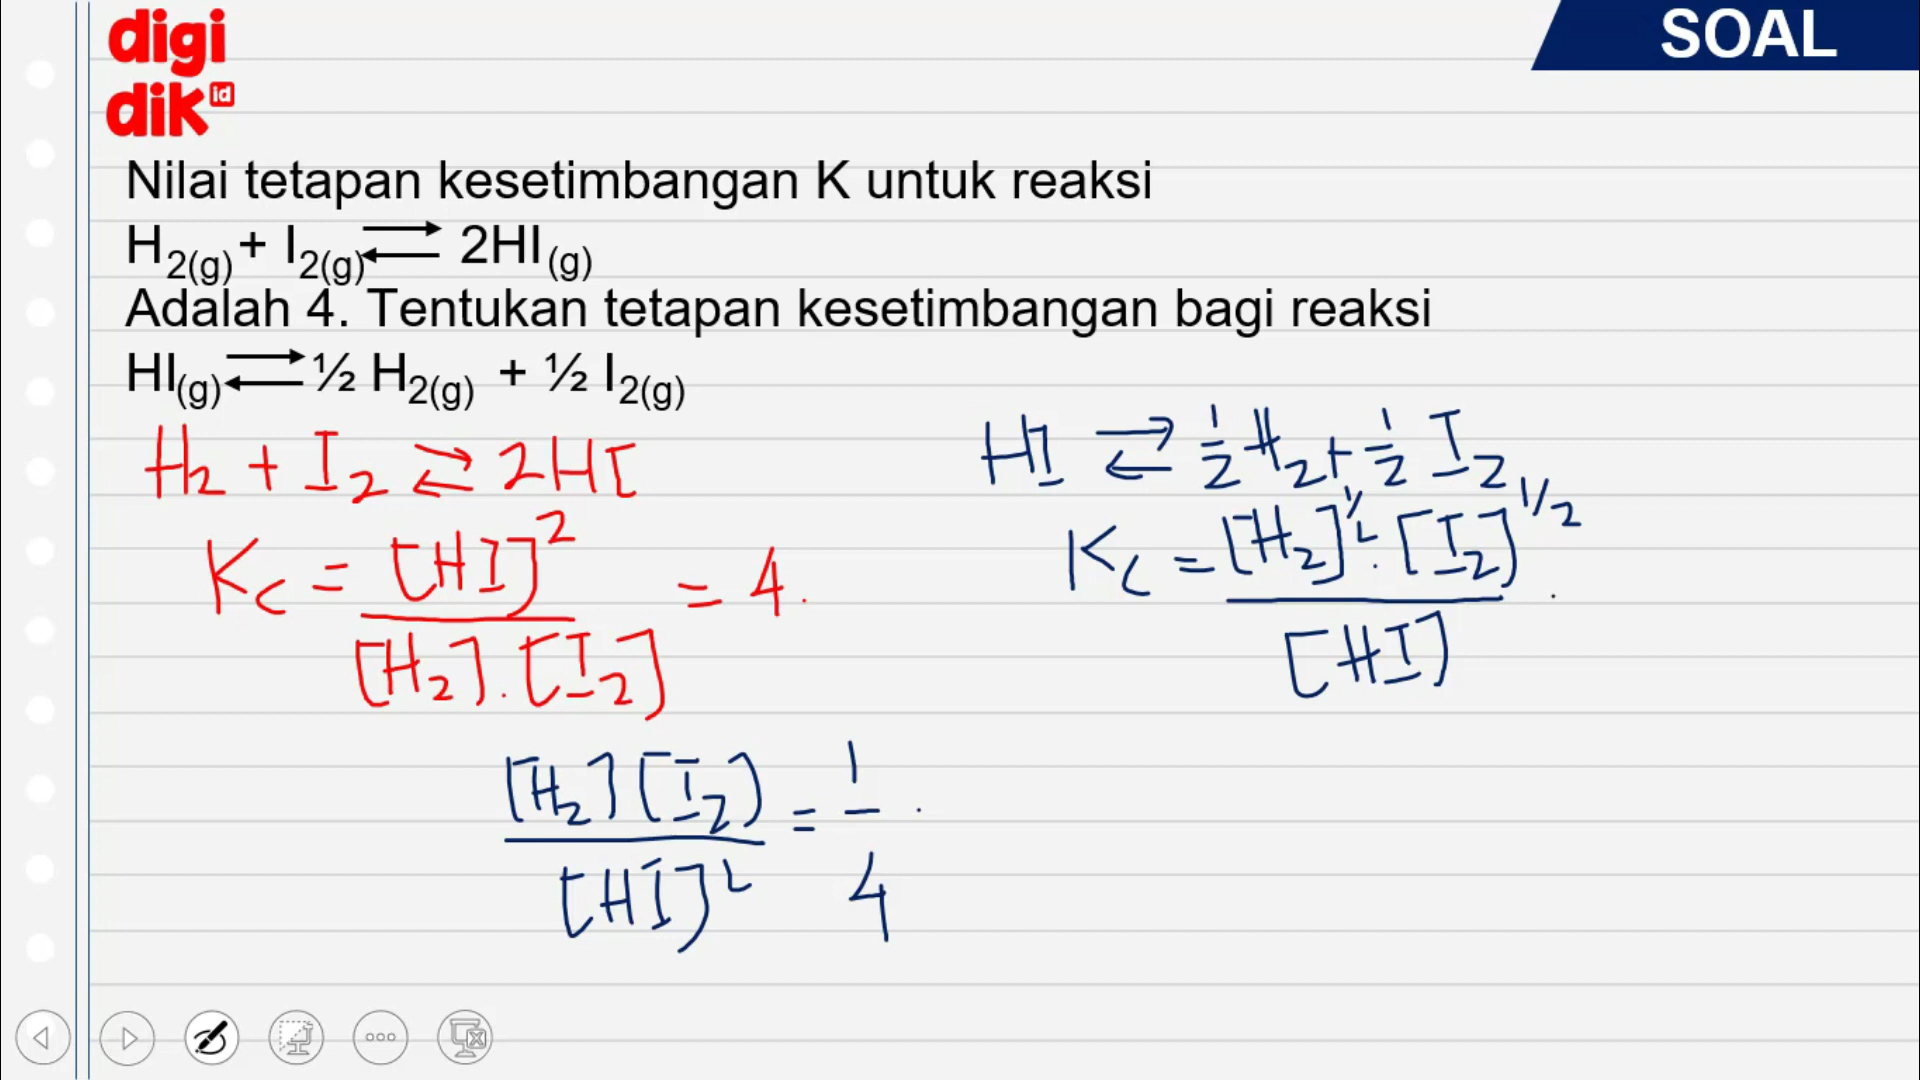 digi
dik id
SOAL
Nilai tetapan kesetimbangan K untuk reaksi
H₂(g) + I₂(g) ⇌ 2HI(g)
Adalah 4. Tentukan tetapan kesetimbangan bagi reaksi
HI(g) ⇌ ½ H₂(g) + ½ I₂(g)
H₂ + I₂ ⇌ 2HI
Kc = [HI]² / [H₂] . [I₂] = 4.
HI ⇌ ½ H₂ + ½ I₂
Kc = [H₂]^½ . [I₂]^1/2 / [HI]
[H₂] [I₂] / [HI]² = 1/4